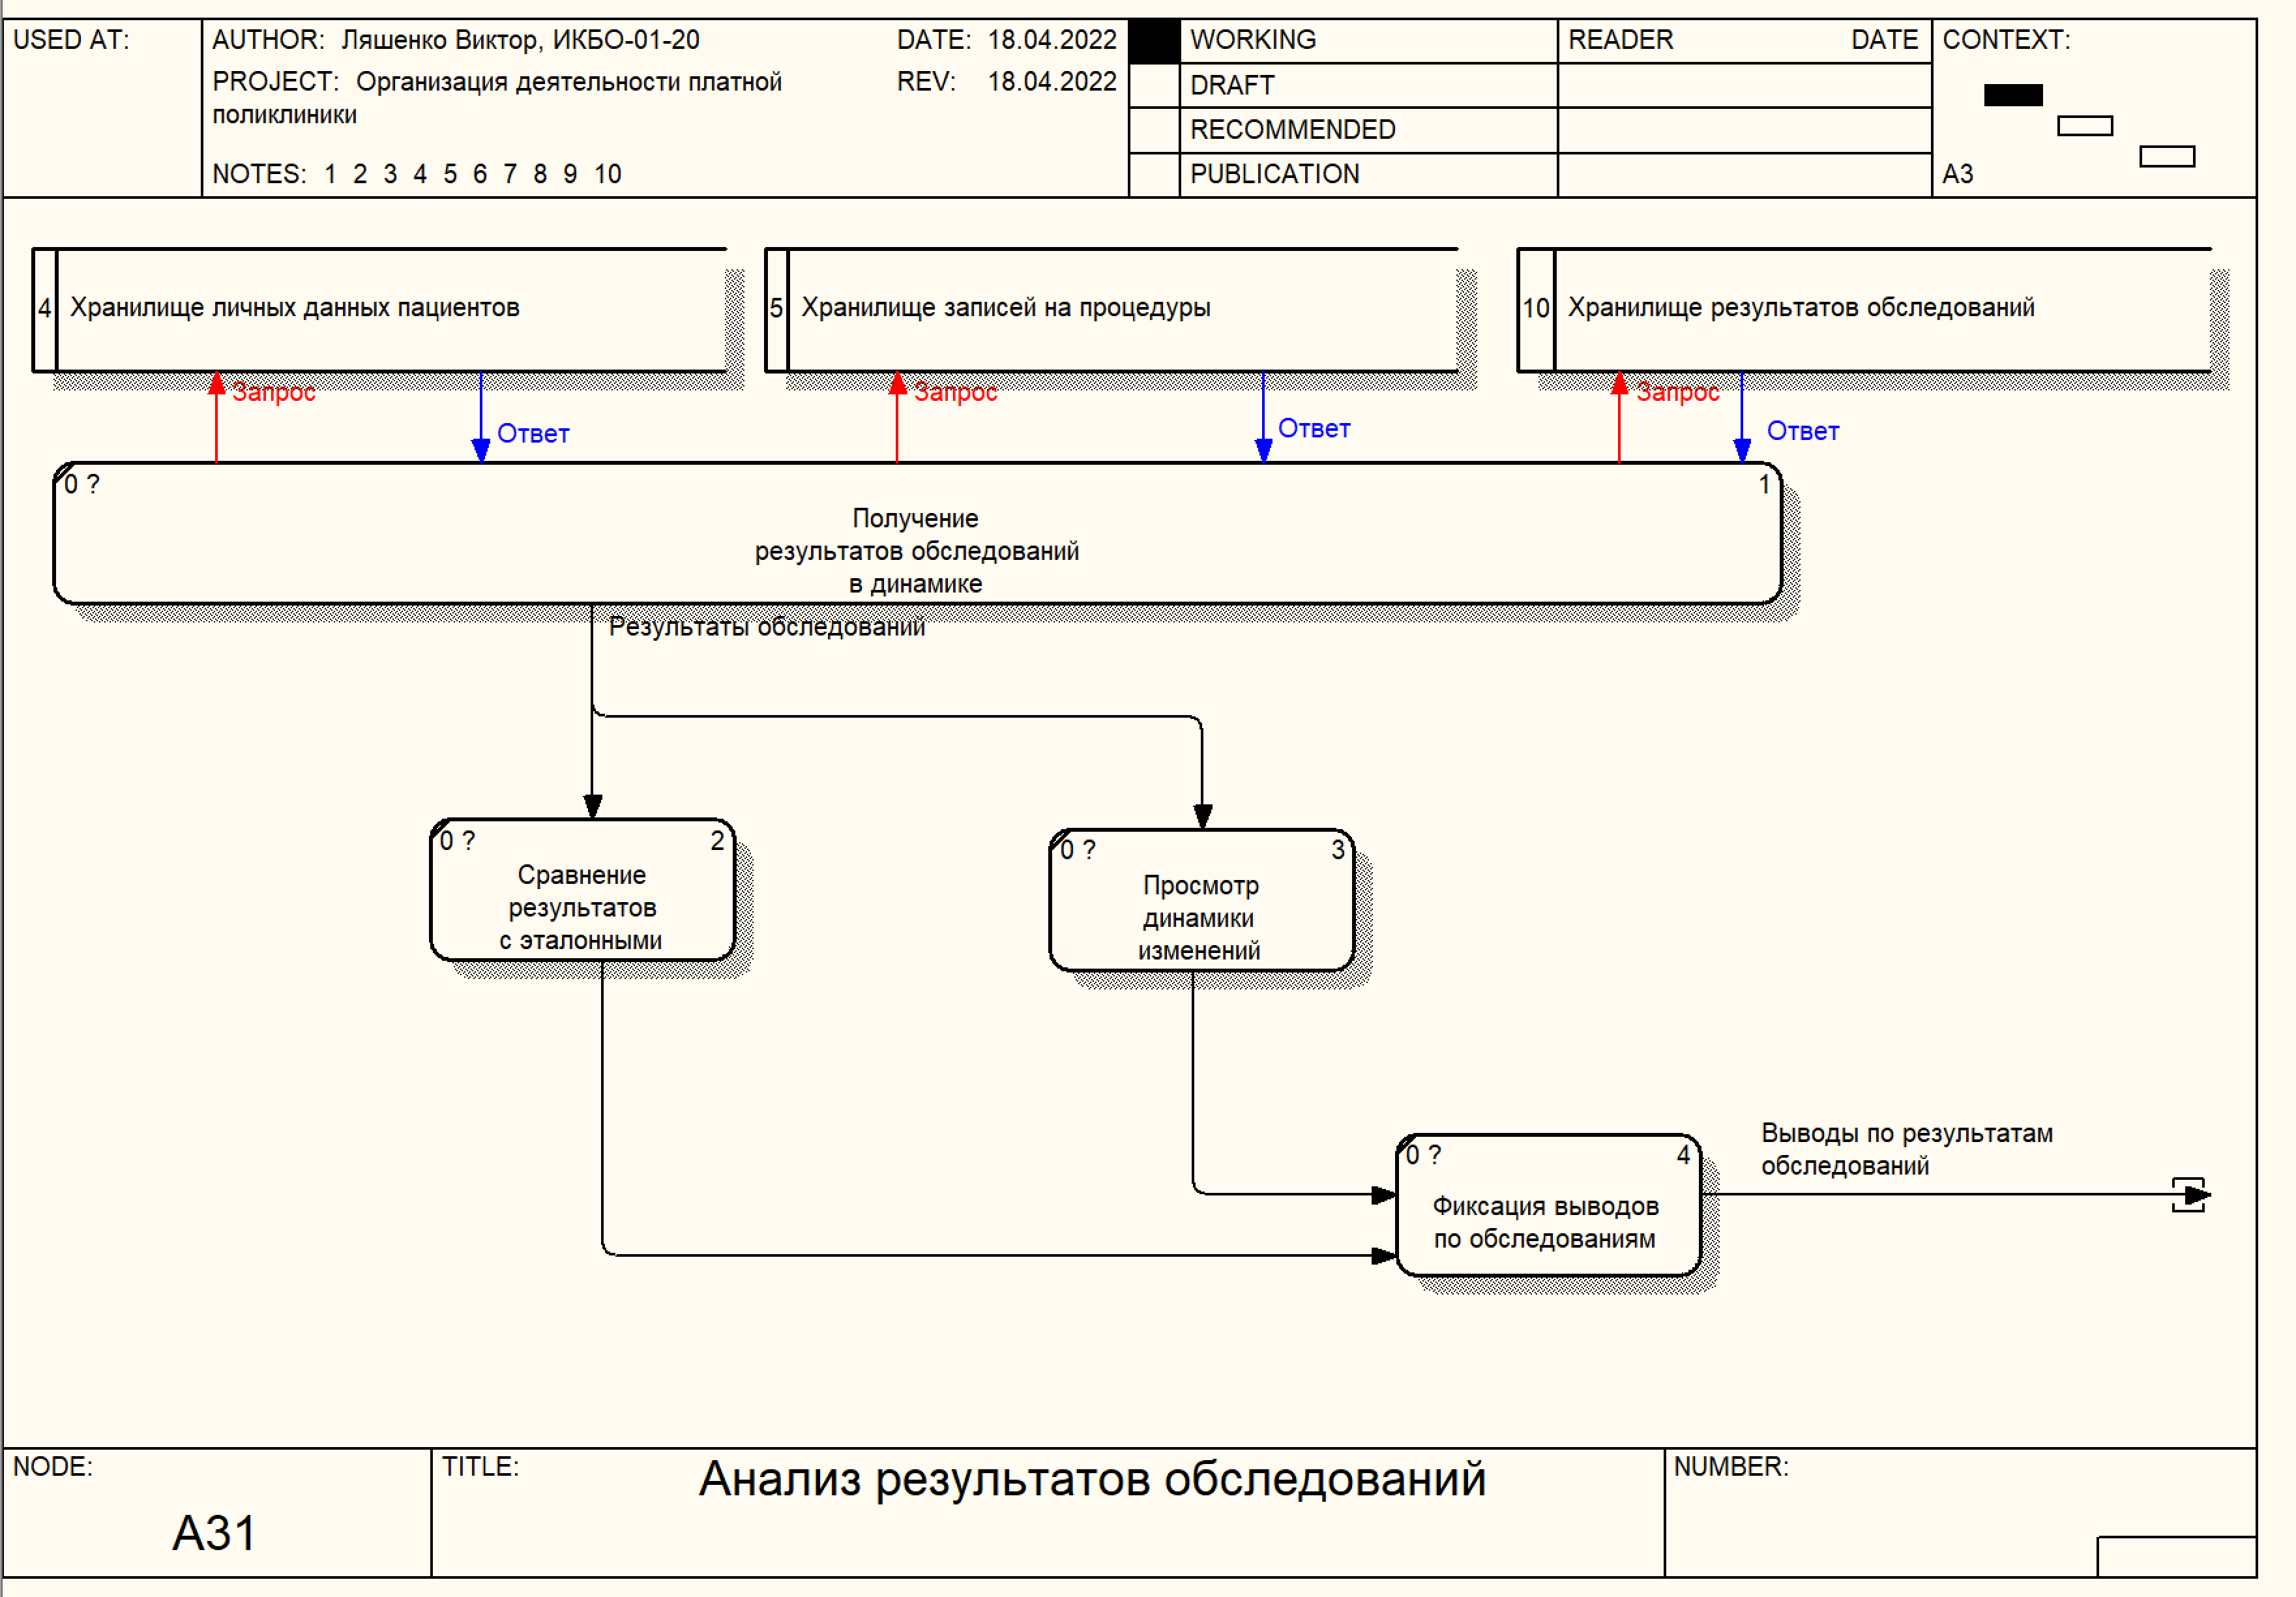 USED AT:
AUTHOR: Ляшенко Виктор, ИКБО-01-20
DATE: 18.04.2022
PROJECT: Организация деятельности платной
поликлиники
REV: 18.04.2022
NOTES: 1 2 3 4 5 6 7 8 9 10
WORKING
DRAFT
RECOMMENDED
PUBLICATION
READER DATE
CONTEXT:
A3
4 Хранилище личных данных пациентов
5 Хранилище записей на процедуры
10 Хранилище результатов обследований
Запрос
Ответ
Запрос
Ответ
Запрос
Ответ
0 ? 1
Получение
результатов обследований
в динамике
Результаты обследований
0 ? 2
Сравнение
результатов
с эталонными
0 ? 3
Просмотр
динамики
изменений
0 ? 4
Фиксация выводов
по обследованиям
Выводы по результатам
обследований
NODE:
A31
TITLE:
Анализ результатов обследований
NUMBER: